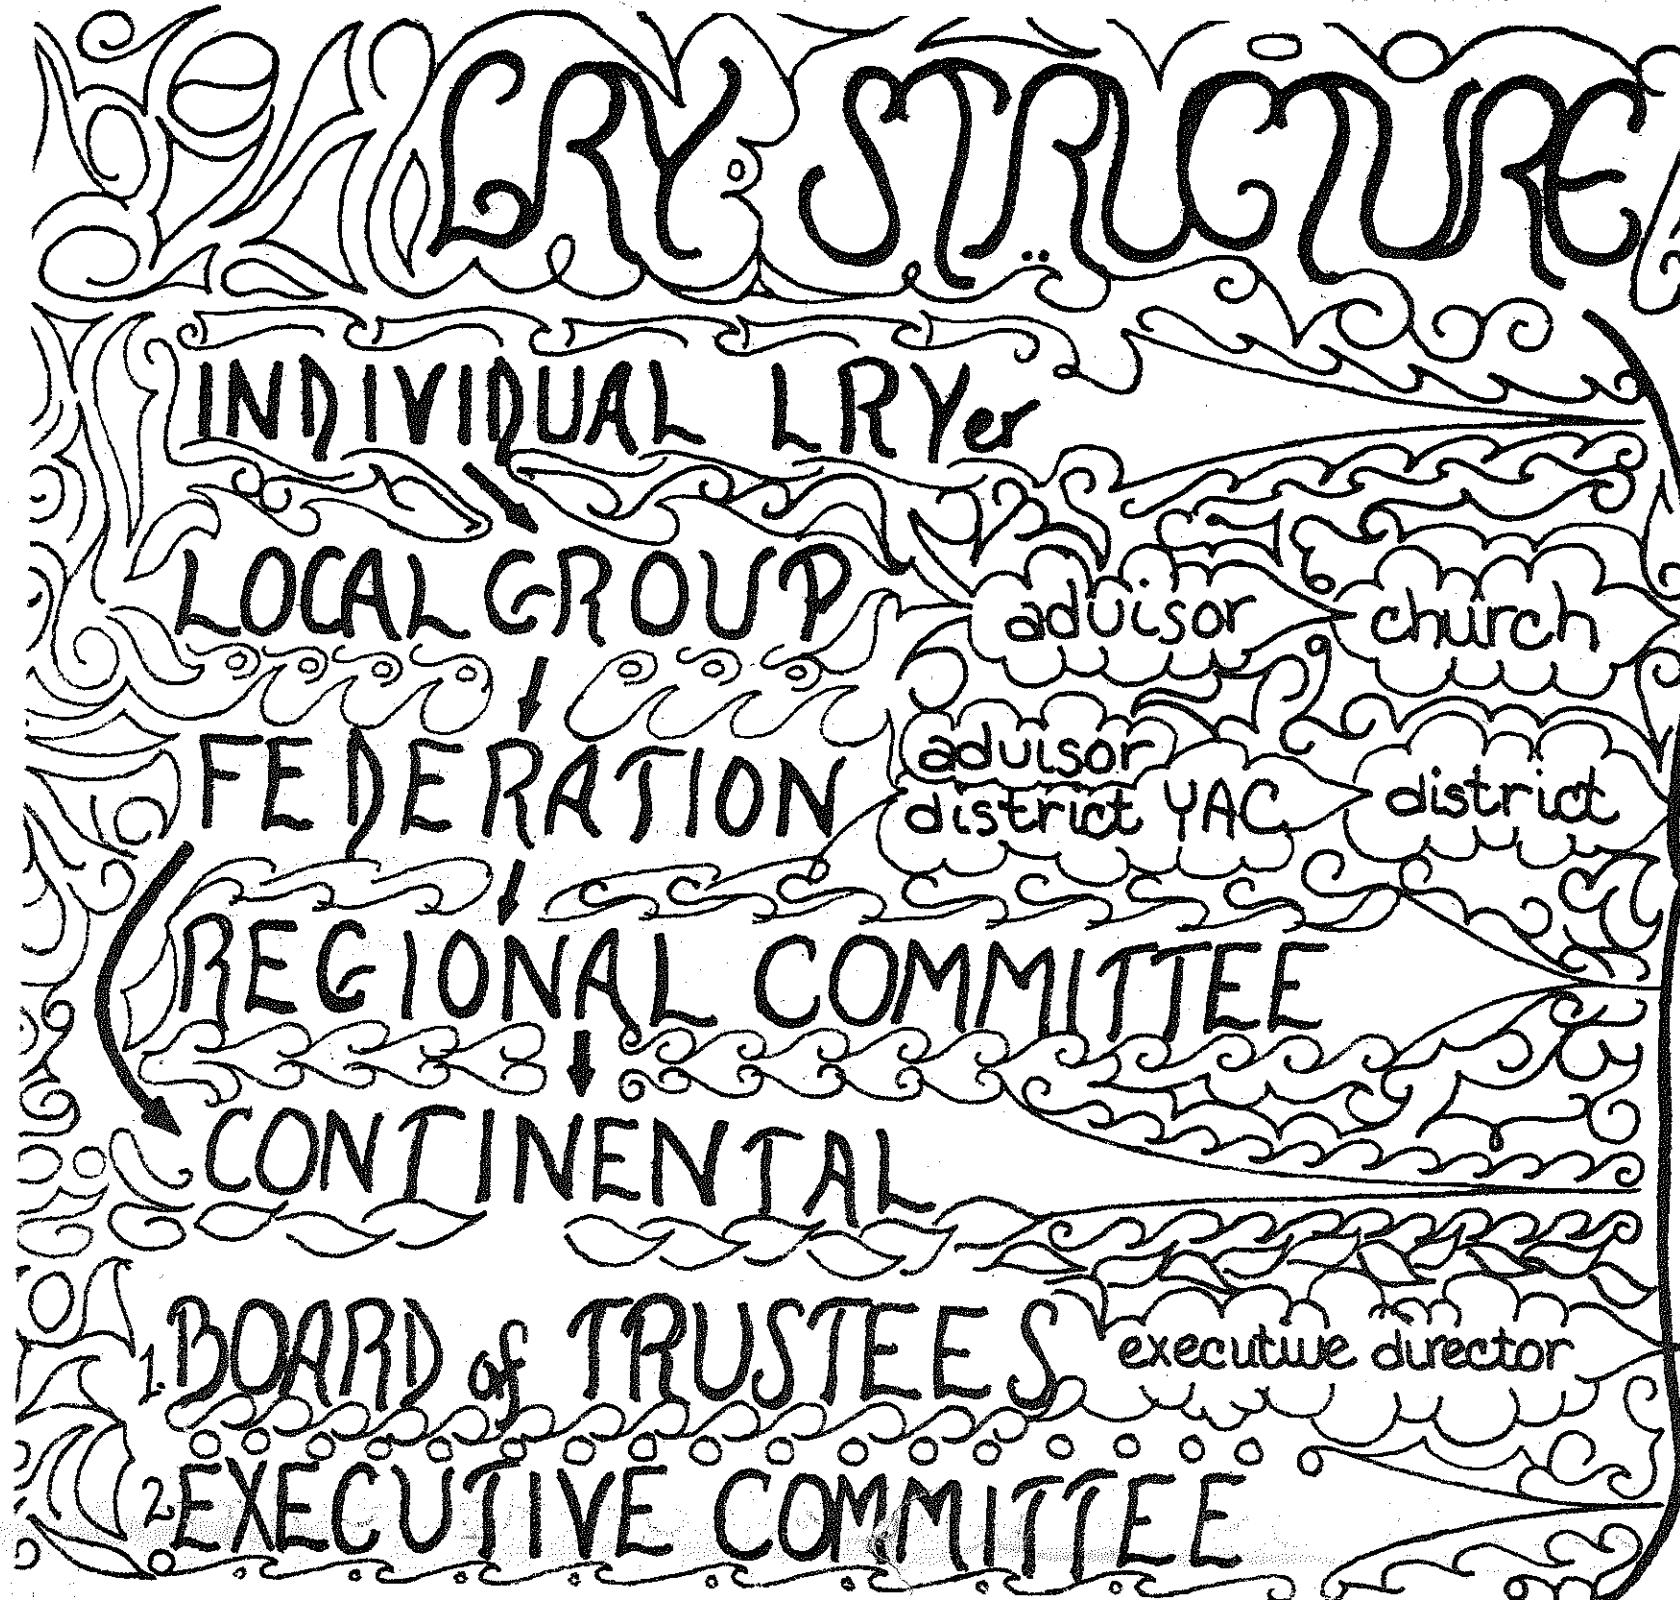 LRY STRUCTURE
INDIVIDUAL LRYer
LOCAL GROUP advisor church
FEDERATION advisor district YAC district
REGIONAL COMMITTEE
CONTINENTAL
1. BOARD of TRUSTEES executive director
2. EXECUTIVE COMMITTEE